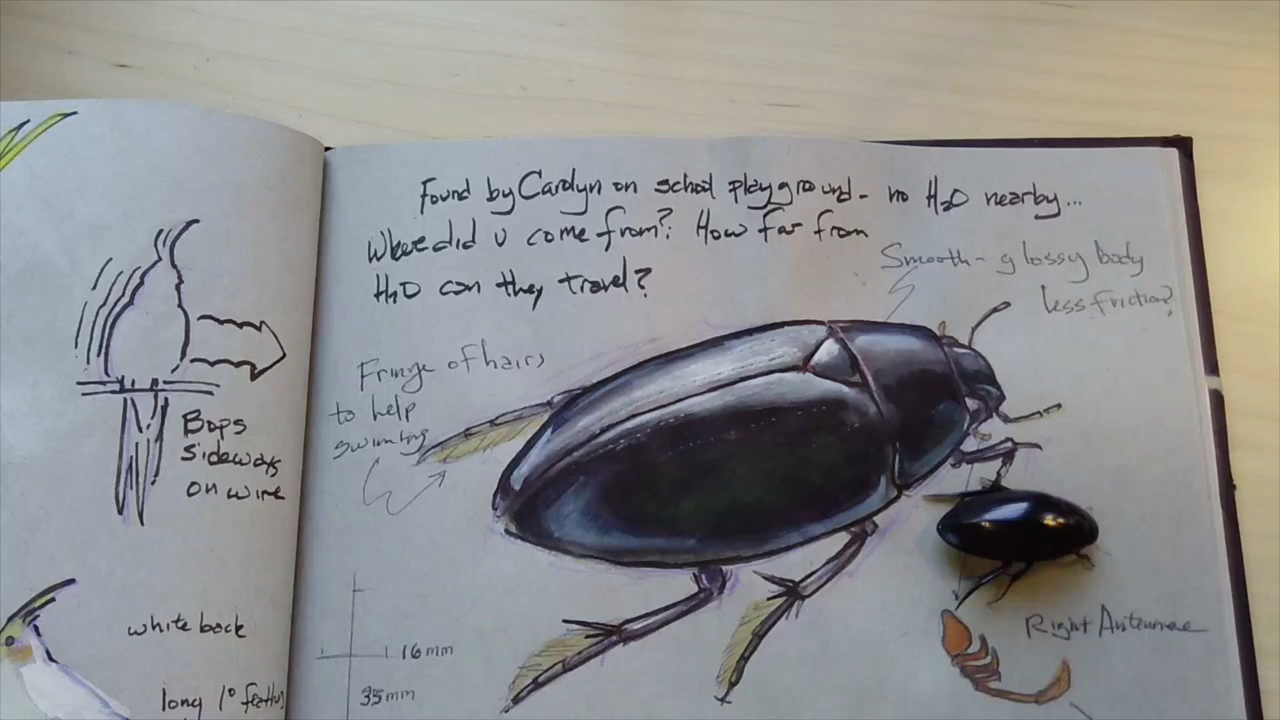 Bops
sideways
on wire
white back
long 1° feathers
Found by Carolyn on school playground - no H2O nearby...
Where did u come from? How far from
H2O can they travel?
Smooth - glossy body
less friction?
Fringe of hairs
to help
swimming
16mm
35mm
Right Antennae